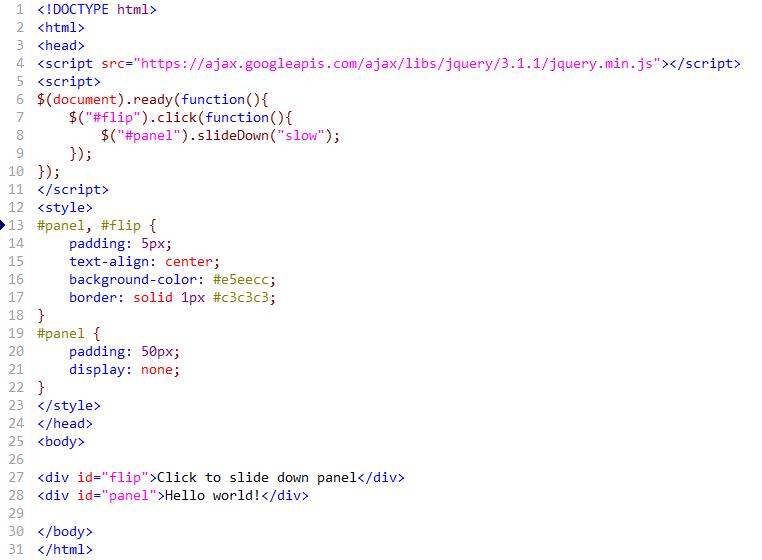 1 <!DOCTYPE html>
2 <html>
3 <head>
4 <script src="https://ajax.googleapis.com/ajax/libs/jquery/3.1.1/jquery.min.js"></script>
5 <script>
6 $(document).ready(function(){
7     $("#flip").click(function(){
8         $("#panel").slideDown("slow");
9     });
10 });
11 </script>
12 <style>
13 #panel, #flip {
14     padding: 5px;
15     text-align: center;
16     background-color: #e5eecc;
17     border: solid 1px #c3c3c3;
18 }
19 #panel {
20     padding: 50px;
21     display: none;
22 }
23 </style>
24 </head>
25 <body>
26
27 <div id="flip">Click to slide down panel</div>
28 <div id="panel">Hello world!</div>
29
30 </body>
31 </html>